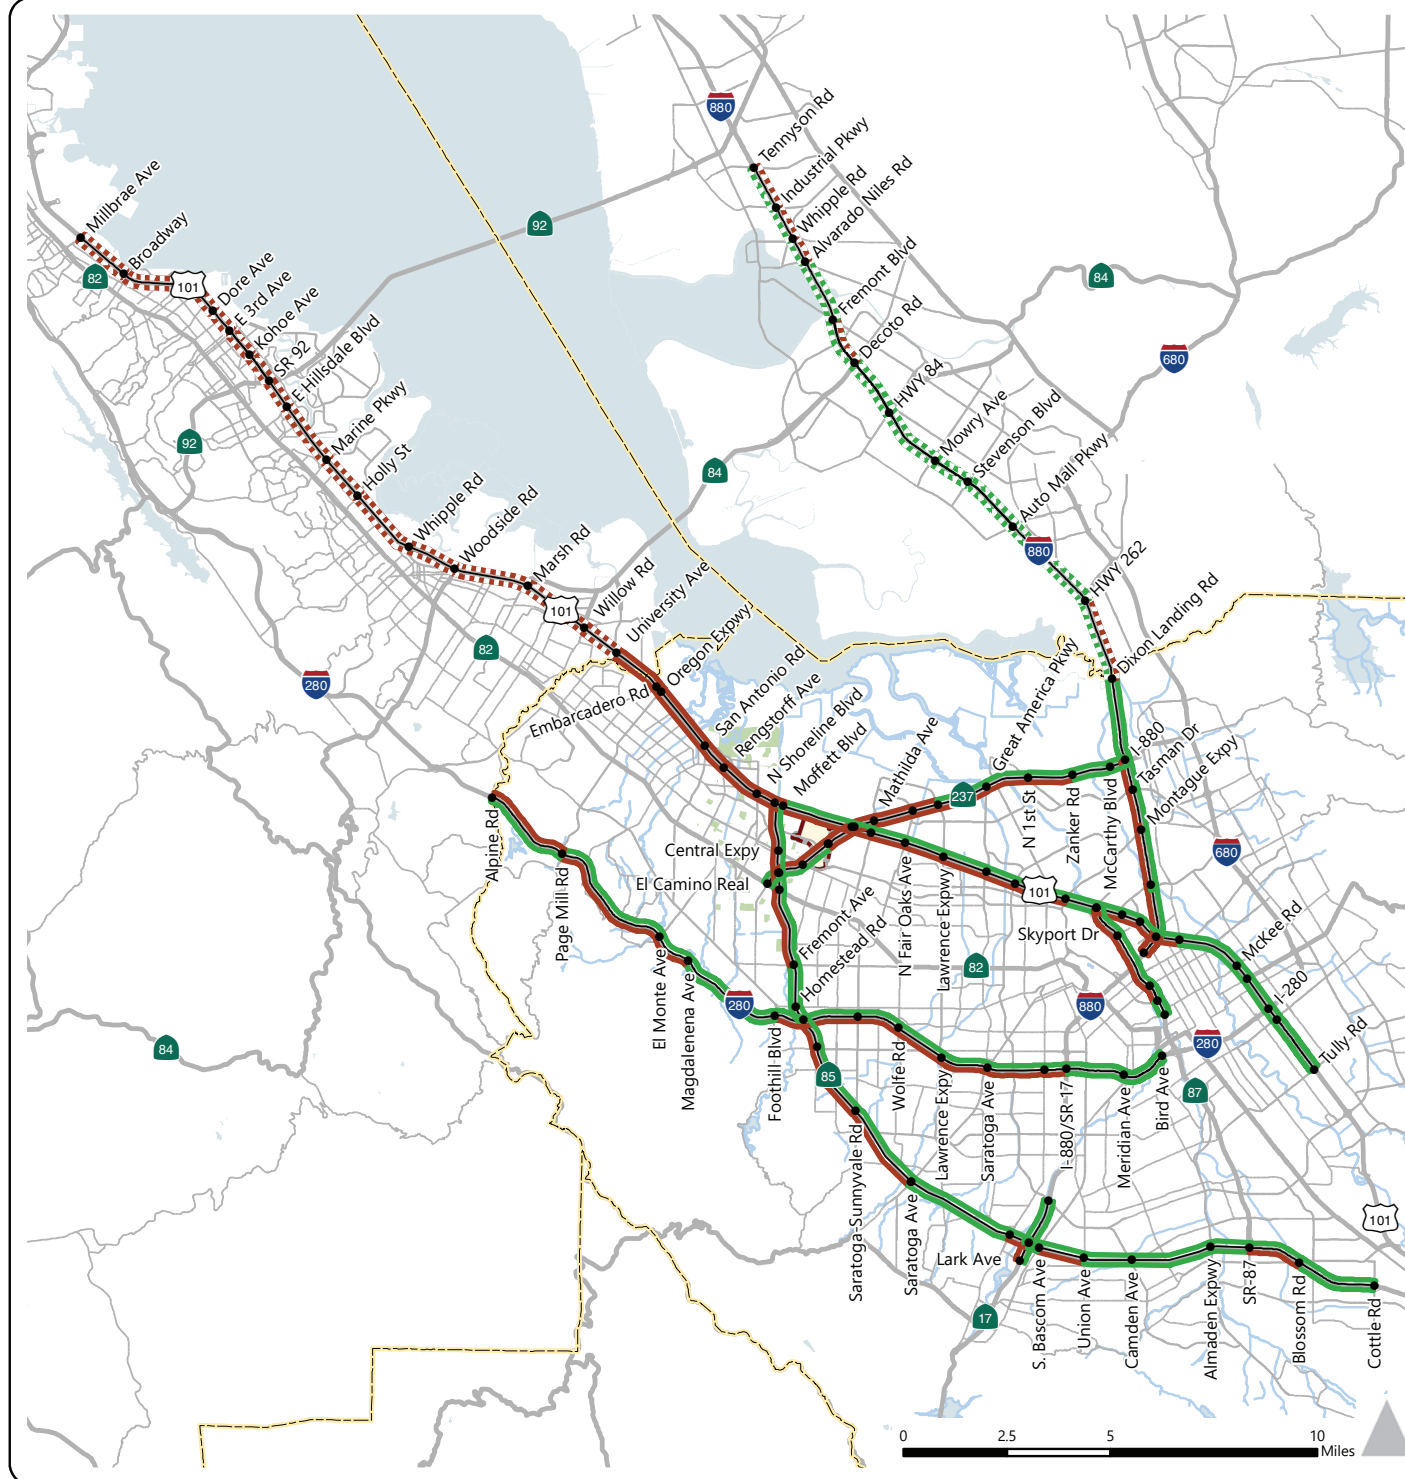 880
Tennyson Rd
Industrial Pkwy
Whipple Rd
Alvarado Niles Rd
Millbrae Ave
Broadway
92
82
101
Dore Ave
E 3rd Ave
Kohoe Ave
SR-92
E Hillsdale Blvd
Fremont Blvd
Decoto Rd
84
680
HWY 84
Mowry Ave
Stevenson Blvd
Auto Mall Pkwy
92
Marine Pkwy
Holly St
84
Whipple Rd
Woodside Rd
Marsh Rd
880
HWY 262
Dixon Landing Rd
101
Willow Rd
University Ave
82
280
Oregon Expwy
Embarcadero Rd
San Antonio Rd
Rengstorff Ave
N Shoreline Blvd
Moffett Blvd
Mathilda Ave
Great America Pkwy
237
I-880
Tasman Dr
Montague Expy
N 1st St
Zanker Rd
McCarthy Blvd
680
Alpine Rd
Page Mill Rd
Central Expy
El Camino Real
101
Fremont Ave
Homestead Rd
N Fair Oaks Ave
Lawrence Expwy
Skyport Dr
82
McKee Rd
I-280
Tully Rd
880
280
El Monte Ave
Magdalenena Ave
280
Foothill Blvd
84
85
87
Wolfe Rd
Lawrence Expy
Saratoga Ave
I-880/SR-17
Meridian Ave
Bird Ave
Saratoga-Sunnyvale Rd
Saratoga Ave
Lark Ave
101
17
S. Bascom Ave
Union Ave
Camden Ave
Almaden Expwy
SR-87
Blossom Rd
Cottle Rd
0 2.5 5 10
Miles